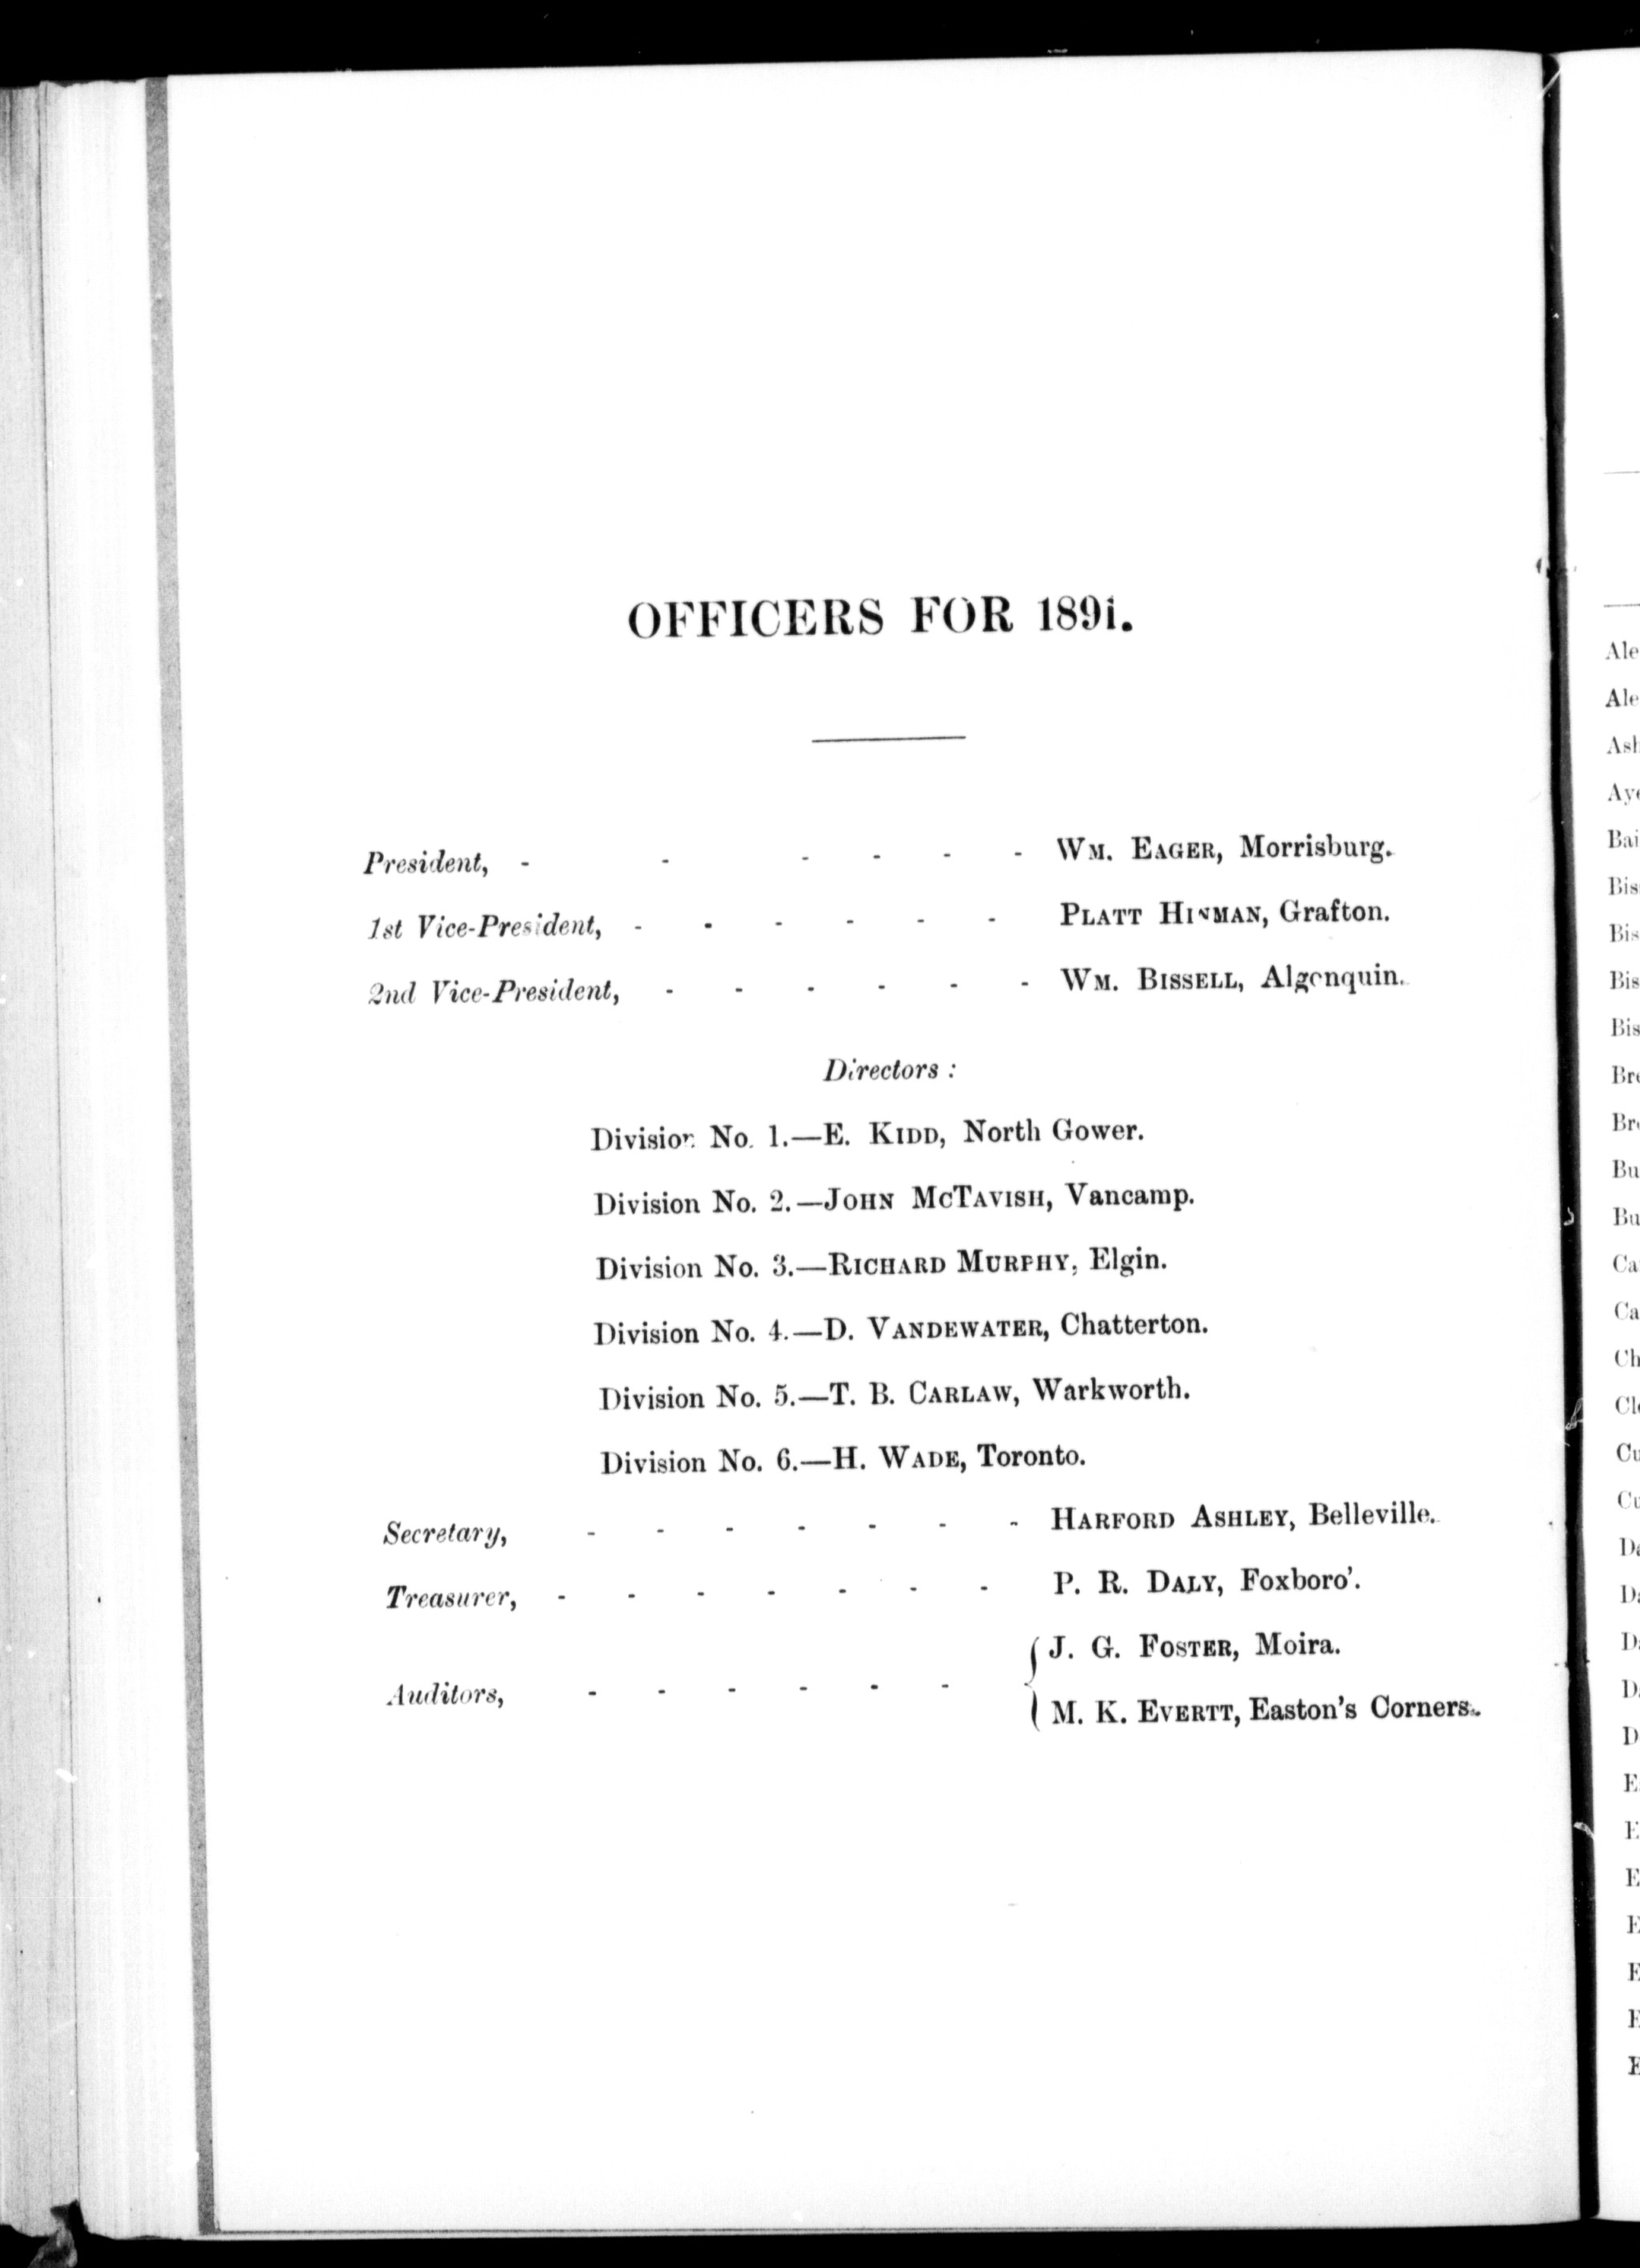 OFFICERS FOR 1891.
President, - - - - - - WM. EAGER, Morrisburg.
1st Vice-President, - - - - - - PLATT HINMAN, Grafton.
2nd Vice-President, - - - - - - WM. BISSELL, Algonquin.
Directors :
Division No. 1.—E. KIDD, North Gower.
Division No. 2.—JOHN MCTAVISH, Vancamp.
Division No. 3.—RICHARD MURPHY, Elgin.
Division No. 4.—D. VANDEWATER, Chatterton.
Division No. 5.—T. B. CARLAW, Warkworth.
Division No. 6.—H. WADE, Toronto.
Secretary, - - - - - - - HARFORD ASHLEY, Belleville.
Treasurer, - - - - - - - P. R. DALY, Foxboro'.
J. G. FOSTER, Moira.
Auditors, - - - - - -
M. K. EVERTT, Easton's Corners.